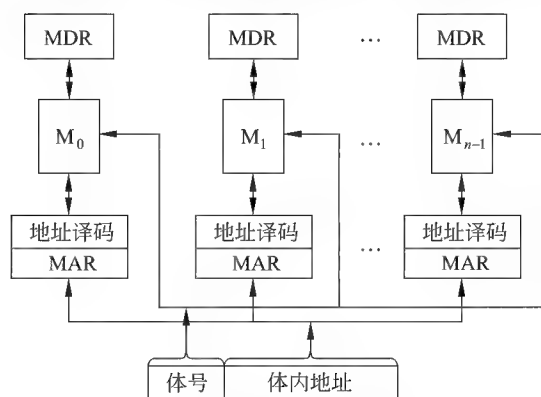 MDR MDR … MDR
M₀ M₁ … Mₙ₋₁
地址译码 地址译码 … 地址译码
MAR MAR MAR
体号 体内地址